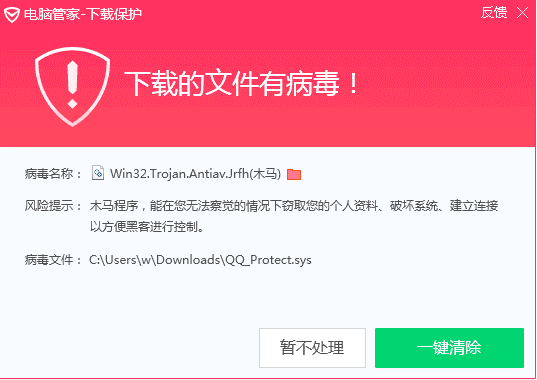 电脑管家-下载保护
反馈
下载的文件有病毒！
病毒名称： Win32.Trojan.Antiav.Jrfh(木马)
风险提示： 木马程序，能在您无法察觉的情况下窃取您的个人资料、破坏系统、建立连接
以方便黑客进行控制。
病毒文件： C:\Users\w\Downloads\QQ_Protect.sys
暂不处理
一键清除